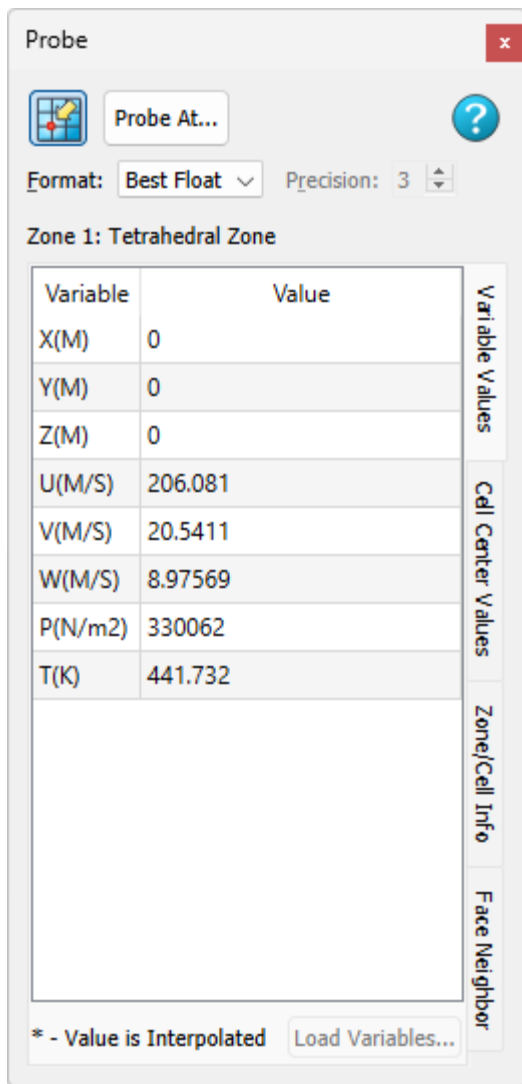 Probe
x
Probe At...
?
Format: Best Float Precision: 3
Zone 1: Tetrahedral Zone
Variable Value
X(M) 0
Y(M) 0
Z(M) 0
U(M/S) 206.081
V(M/S) 20.5411
W(M/S) 8.97569
P(N/m2) 330062
T(K) 441.732
Variable Values
Cell Center Values
Zone/Cell Info
Face Neighbor
* - Value is Interpolated Load Variables...